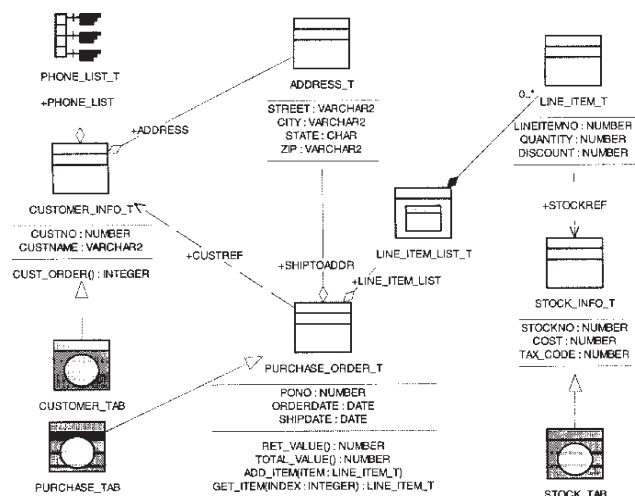 PHONE_LIST_T
+PHONE_LIST
+ADDRESS
ADDRESS_T
STREET : VARCHAR2
CITY : VARCHAR2
STATE : CHAR
ZIP : VARCHAR2
0..*
LINE_ITEM_T
LINEITEMNO : NUMBER
QUANTITY : NUMBER
DISCOUNT : NUMBER
CUSTOMER_INFO_T
CUSTNO : NUMBER
CUSTNAME : VARCHAR2
CUST_ORDER() : INTEGER
+CUSTREF
+SHIPTOADDR
LINE_ITEM_LIST_T
+LINE_ITEM_LIST
+STOCKREF
STOCK_INFO_T
STOCKNO : NUMBER
COST : NUMBER
TAX_CODE : NUMBER
CUSTOMER_TAB
PURCHASE_TAB
PURCHASE_ORDER_T
PONO : NUMBER
ORDERDATE : DATE
SHIPDATE : DATE
RET_VALUE() : NUMBER
TOTAL_VALUE() : NUMBER
ADD_ITEM(ITEM : LINE_ITEM_T)
GET_ITEM(INDEX : INTEGER) : LINE_ITEM_T
STOCK_TAB